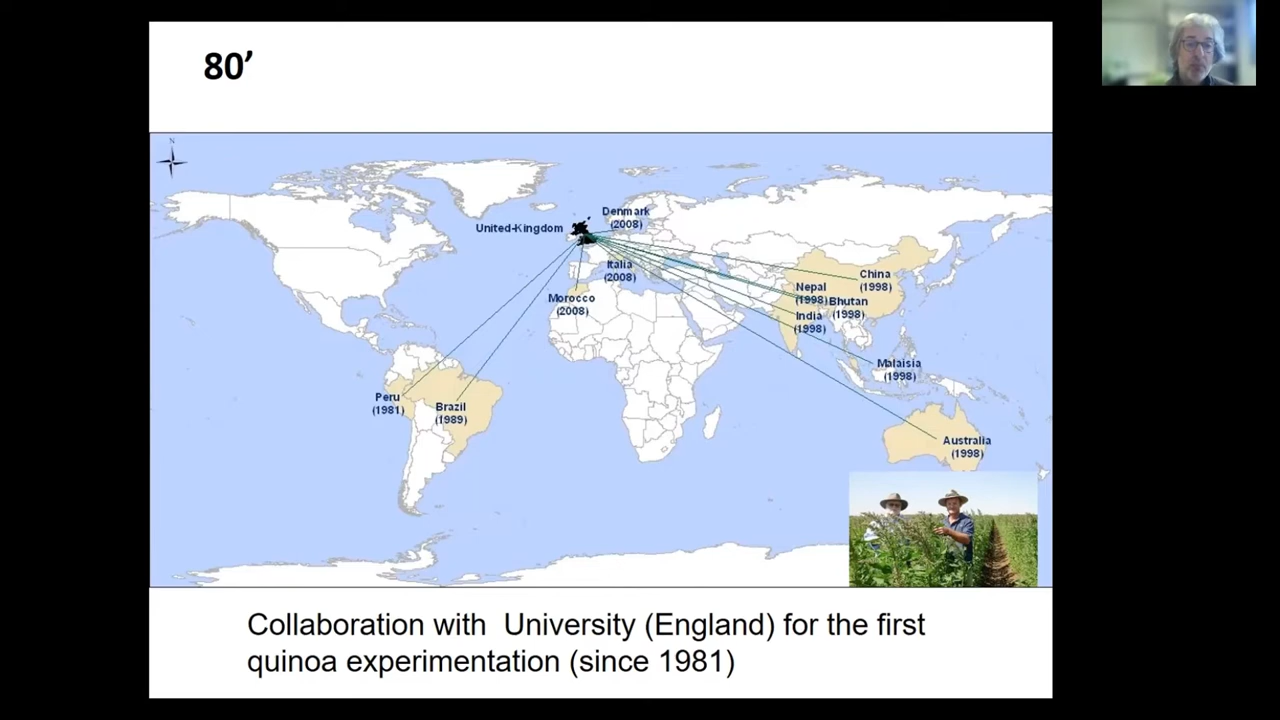 80’
N
Denmark
(2008)
United-Kingdom
Italia
(2008)
China
(1998)
Nepal
(1998)
Bhutan
(1998)
Morocco
(2008)
India
(1998)
Malaisia
(1998)
Peru
(1981)
Brazil
(1989)
Australia
(1998)
Collaboration with  University (England) for the first
quinoa experimentation (since 1981)